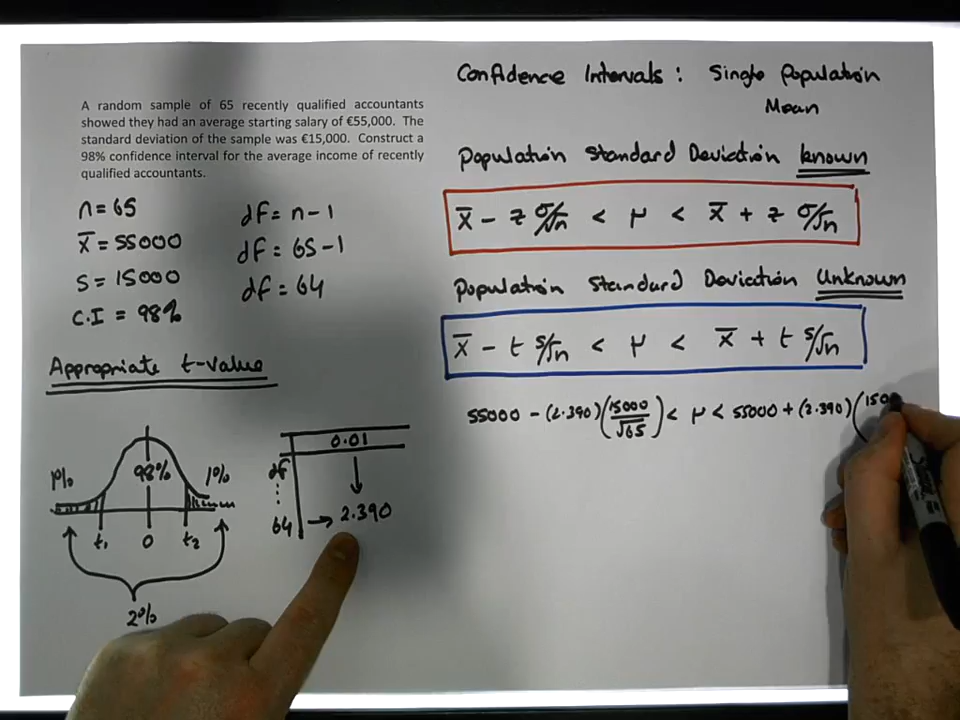 Confidence Intervals: Single Population
Mean
A random sample of 65 recently qualified accountants
showed they had an average starting salary of €55,000. The
standard deviation of the sample was €15,000. Construct a
98% confidence interval for the average income of recently
qualified accountants.
n = 65
x̄ = 55000
S = 15000
C.I = 98%
df = n - 1
df = 65 - 1
df = 64
Appropriate t-value
1% 98% 1%
t₁ 0 t₂
2%
0.01
df
⋮
64 → 2.390
Population Standard Deviation known
x̄ - z σ/√n < μ < x̄ + z σ/√n
Population Standard Deviation Unknown
x̄ - t s/√n < μ < x̄ + t s/√n
55000 - (2.390)(15000/√65) < μ < 55000 + (2.390)(150